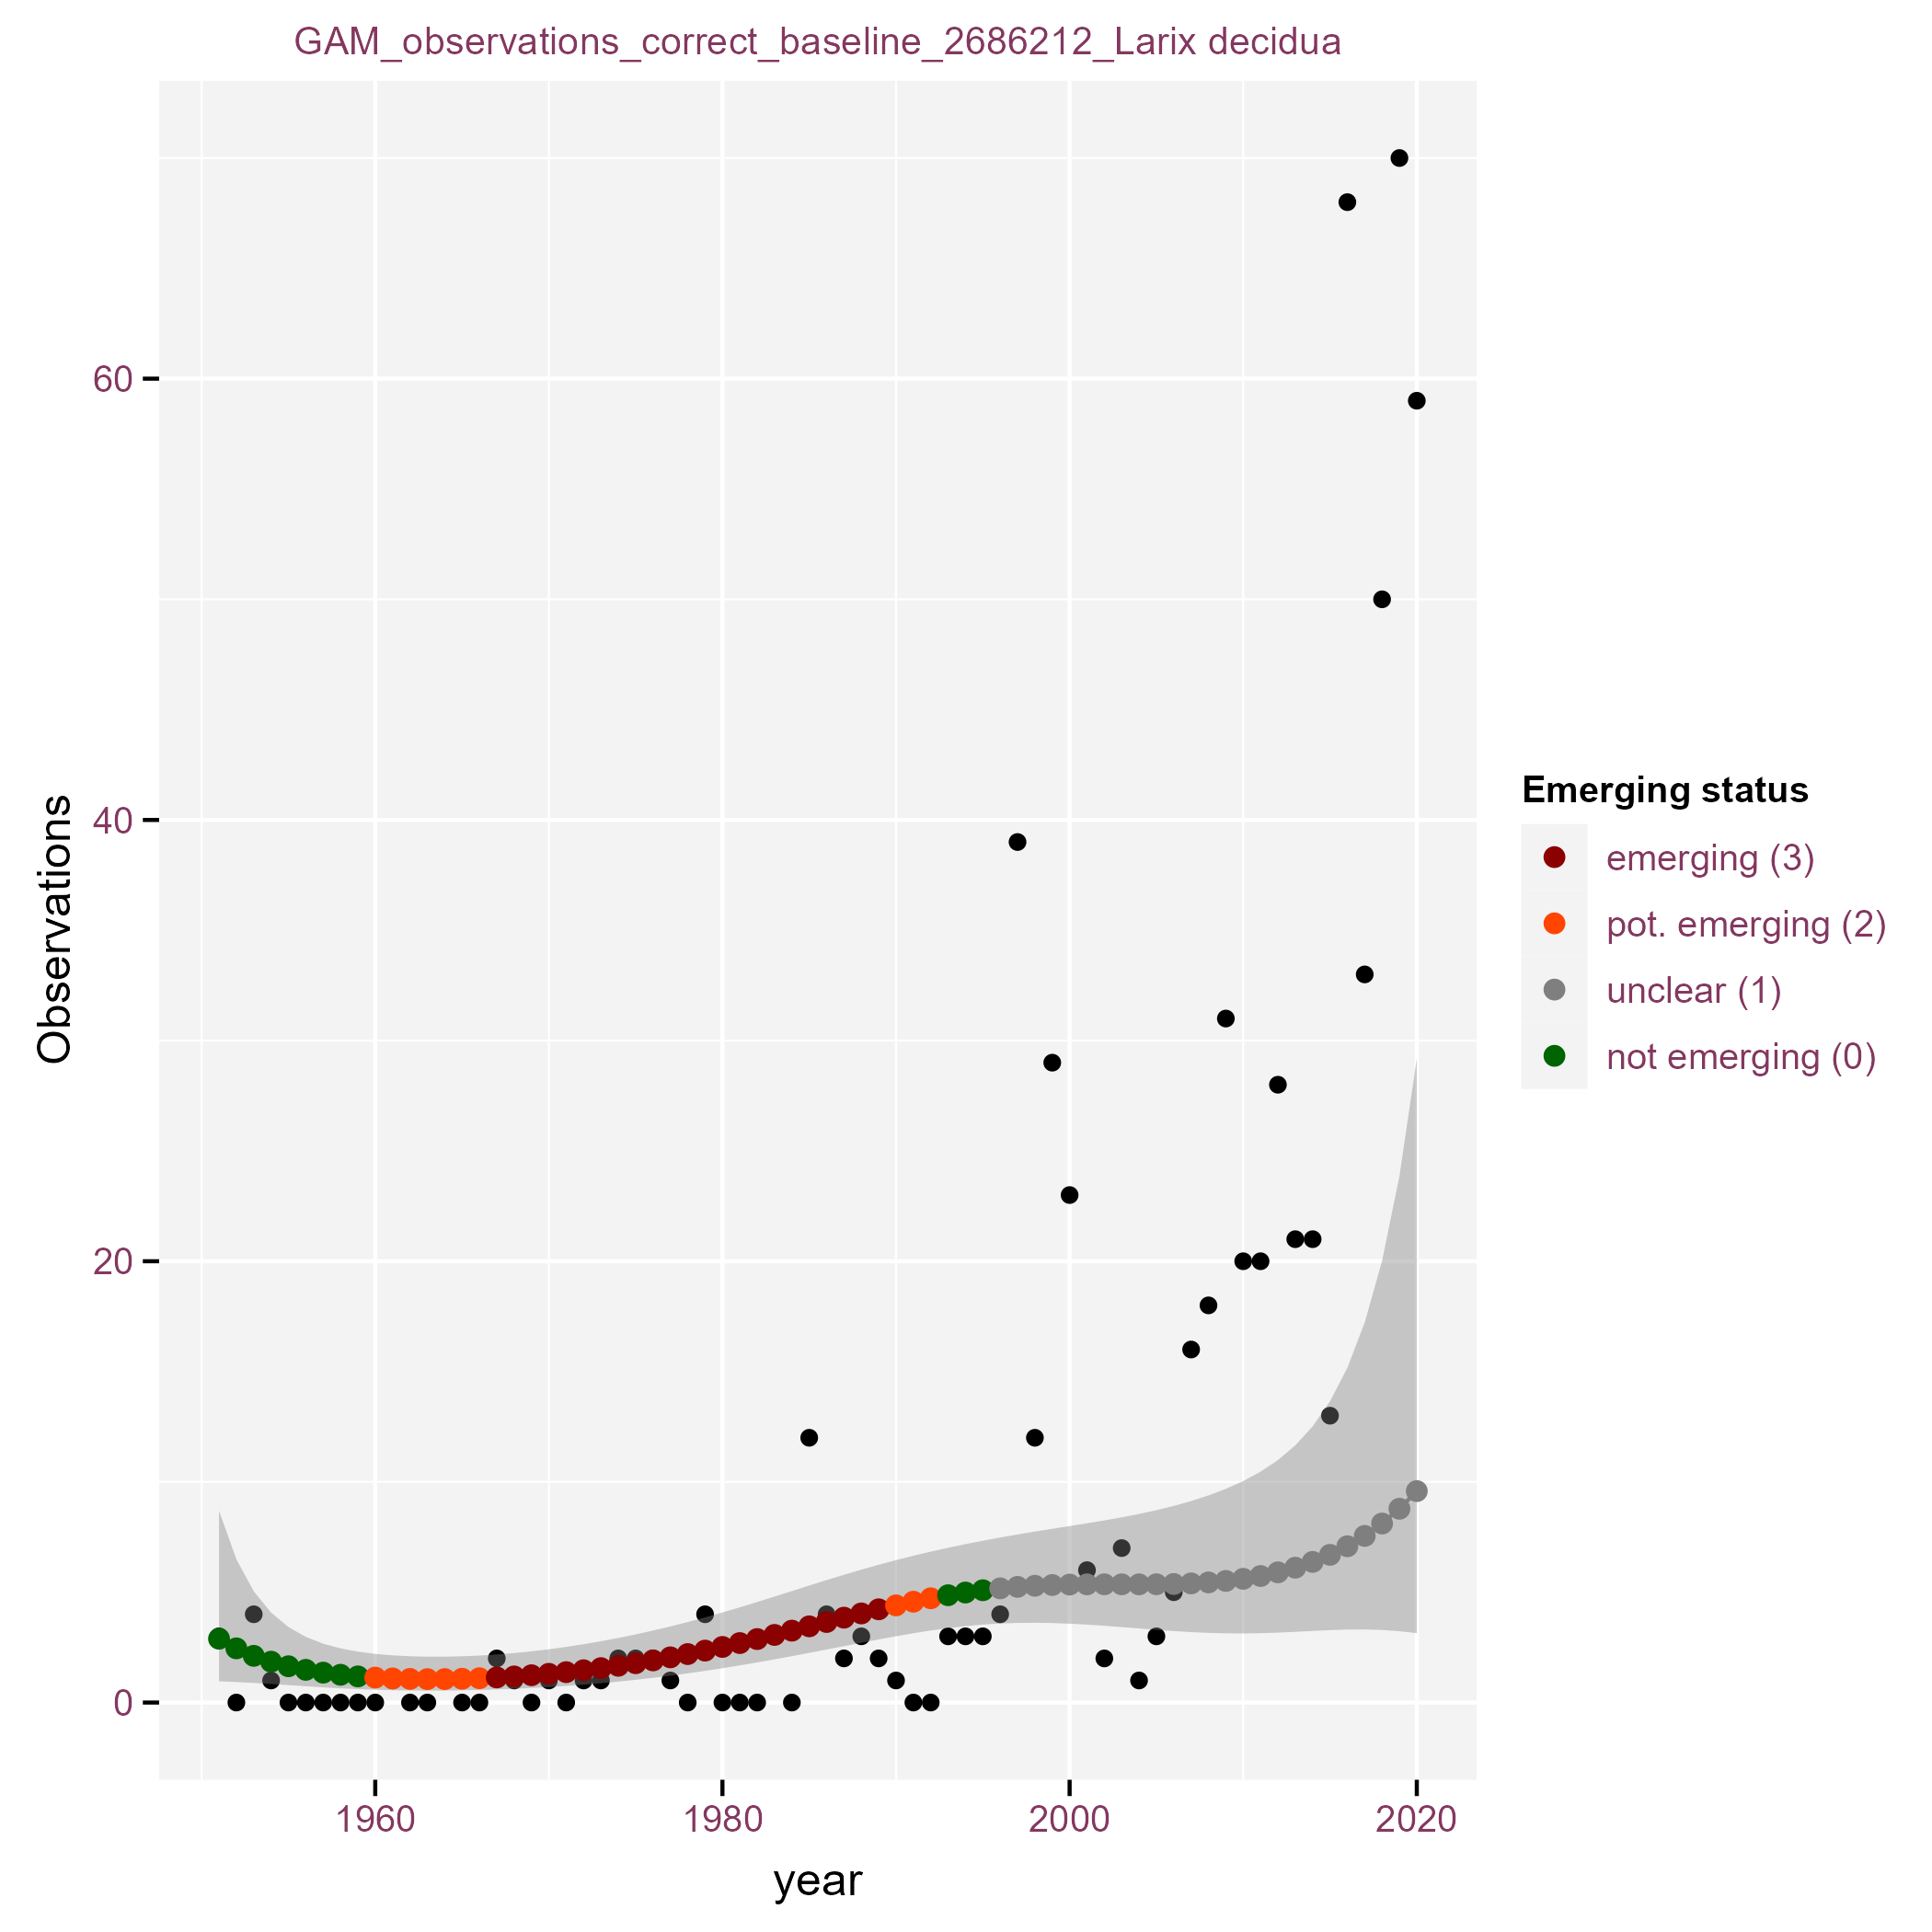 GAM_observations_correct_baseline_2686212_Larix decidua
Observations
60
40
20
0
1960 1980 2000 2020
year
Emerging status
emerging (3)
pot. emerging (2)
unclear (1)
not emerging (0)